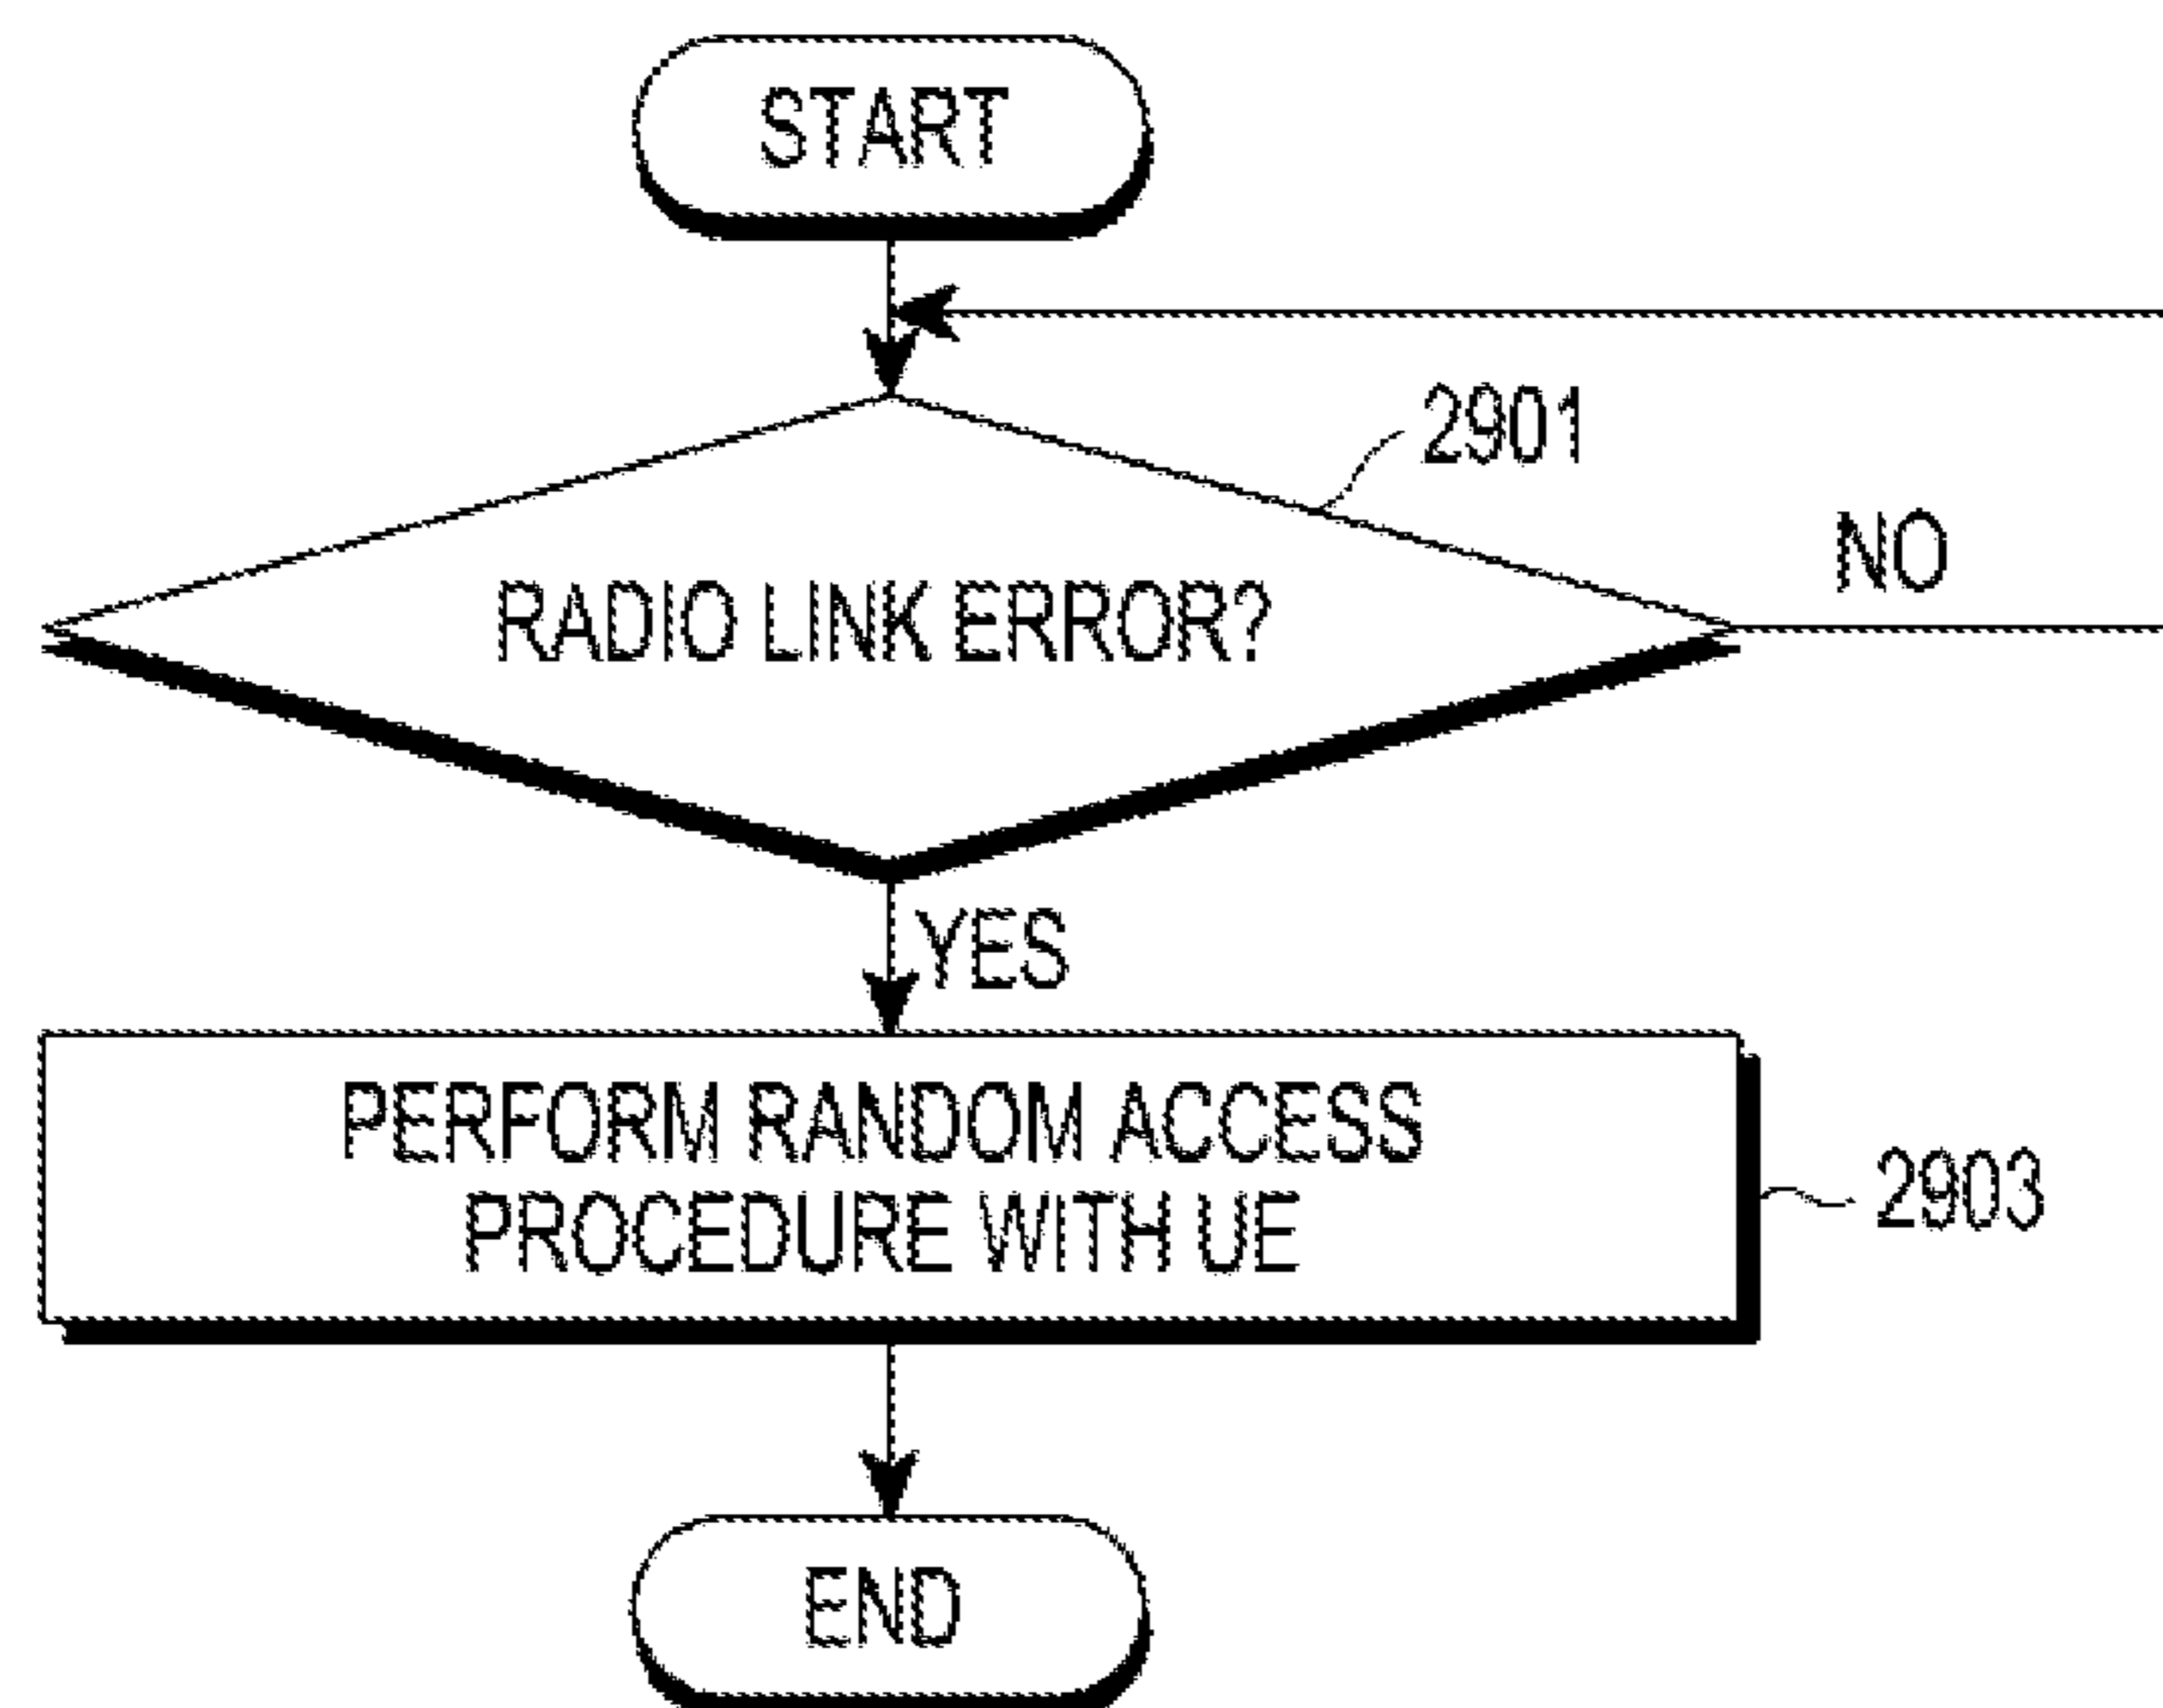 START
2901
NO
RADIO LINK ERROR?
YES
PERFORM RANDOM ACCESS
PROCEDURE WITH UE
2903
END